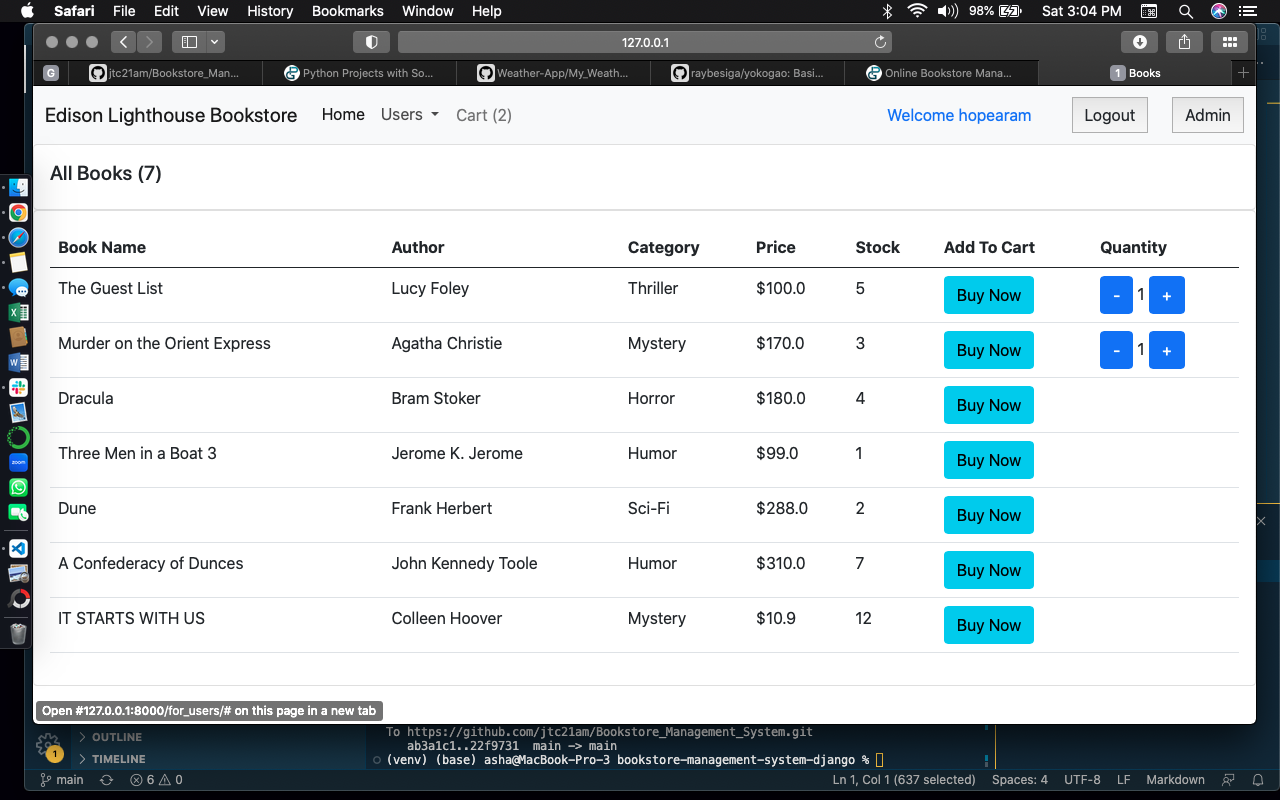 Safari File Edit View History Bookmarks Window Help 98% Sat 3:04 PM
127.0.0.1
G jtc21am/Bookstore_Man... Python Projects with So... Weather-App/My_Weath... raybesiga/yokogao: Basi... Online Bookstore Mana... 1 Books
Edison Lighthouse Bookstore Home Users Cart (2) Welcome hopearam Logout Admin
All Books (7)
Book Name Author Category Price Stock Add To Cart Quantity
The Guest List Lucy Foley Thriller $100.0 5 Buy Now - 1 +
Murder on the Orient Express Agatha Christie Mystery $170.0 3 Buy Now - 1 +
Dracula Bram Stoker Horror $180.0 4 Buy Now
Three Men in a Boat 3 Jerome K. Jerome Humor $99.0 1 Buy Now
Dune Frank Herbert Sci-Fi $288.0 2 Buy Now
A Confederacy of Dunces John Kennedy Toole Humor $310.0 7 Buy Now
IT STARTS WITH US Colleen Hoover Mystery $10.9 12 Buy Now
zoom
Open #127.0.0.1:8000/for_users/# on this page in a new tab
To https://github.com/jtc21am/Bookstore_Management_System.git
OUTLINE
ab3a1c1..22f9731 main -> main
1 TIMELINE
(venv) (base) asha@MacBook-Pro-3 bookstore-management-system-django %
main 6 0 Ln 1, Col 1 (637 selected) Spaces: 4 UTF-8 LF Markdown